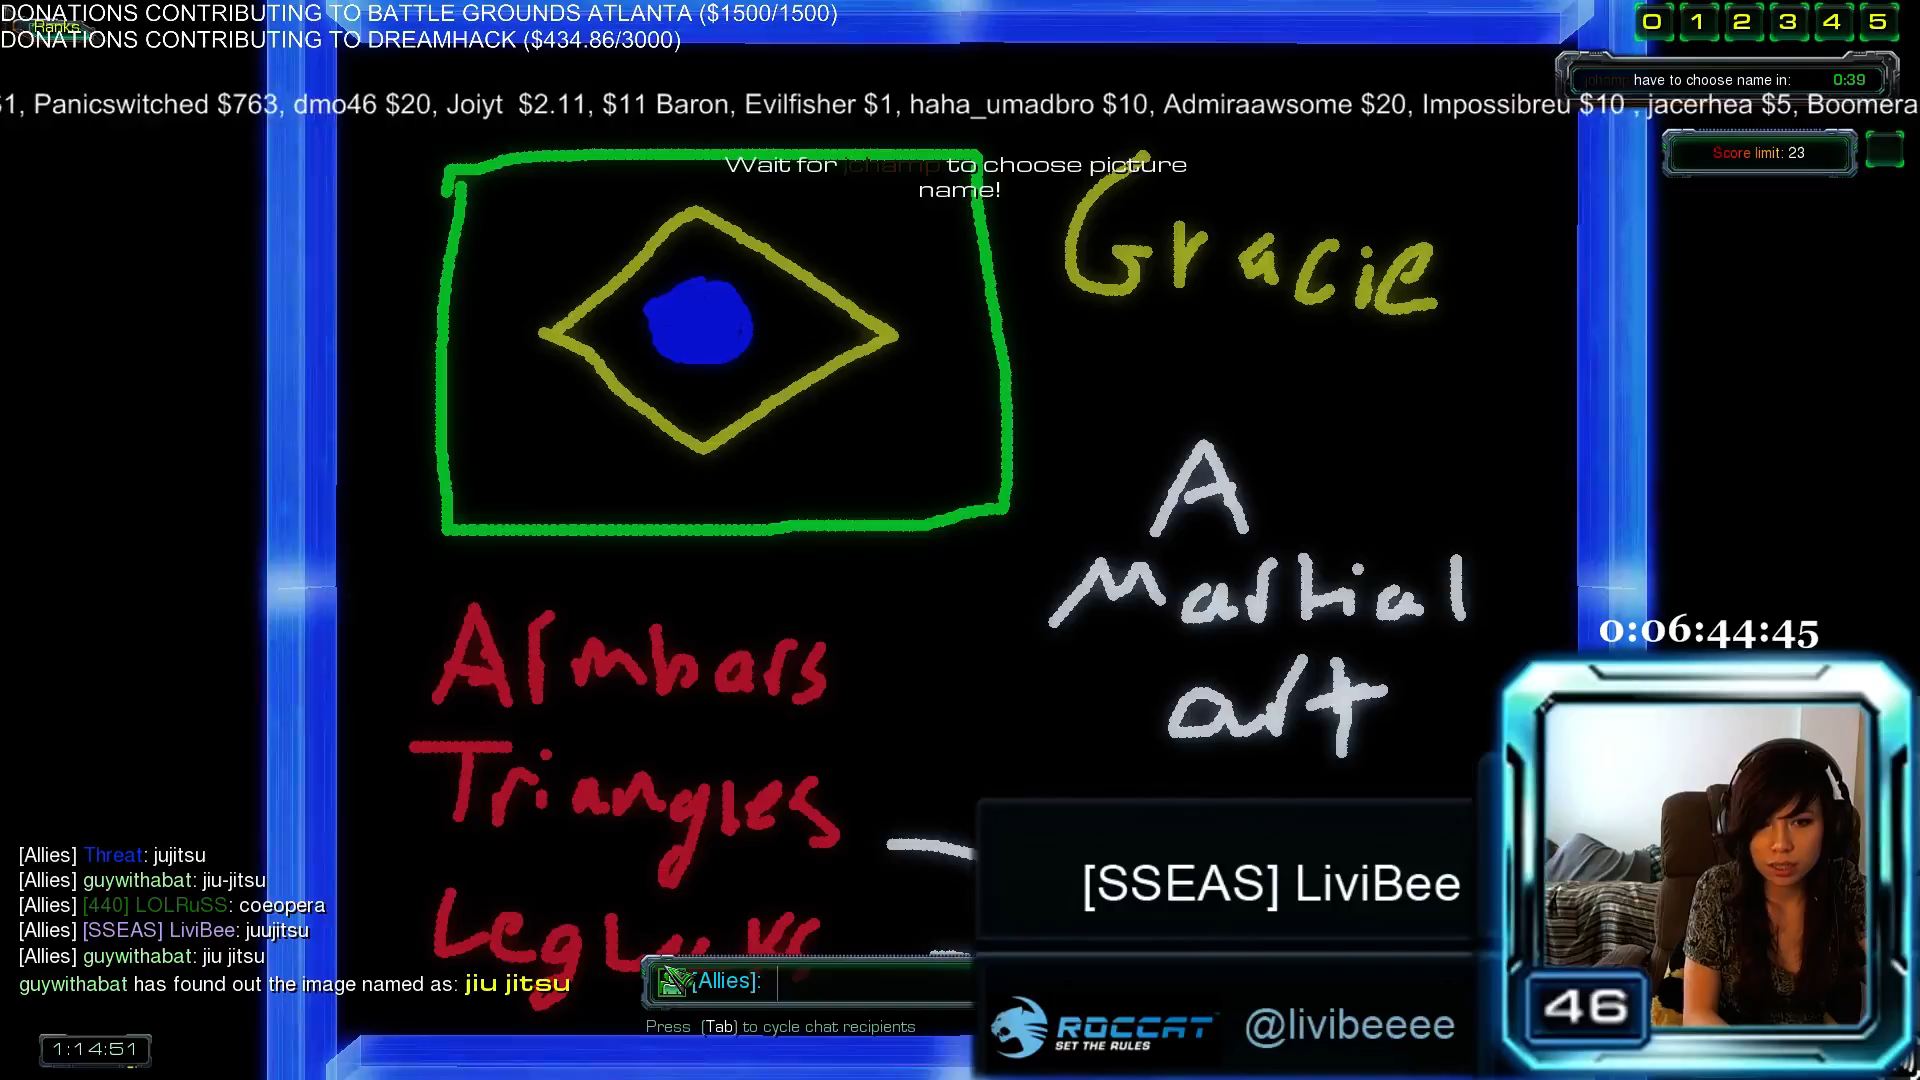 DONATIONS CONTRIBUTING TO BATTLE GROUNDS ATLANTA ($1500/1500)
Ranks
DONATIONS CONTRIBUTING TO DREAMHACK ($434.86/3000)
0 1 2 3 4 5
jchamp have to choose name in: 0:39
$1, Panicswitched $763, dmo46 $20, Joiyt $2.11, $11 Baron, Evilfisher $1, haha_umadbro $10, Admiraawsome $20, Impossibreu $10 , jacerhea $5, Boomera
Score limit: 23
Wait for jchamp to choose picture
name!
Gracie
A
Martial
art
Armbars
Triangles
Leg Locks
0:06:44:45
[Allies] Threat: jujitsu
[Allies] guywithabat: jiu-jitsu
[Allies] [440] LOLRuSS: coeopera
[Allies] [SSEAS] LiviBee: juujitsu
[Allies] guywithabat: jiu jitsu
guywithabat has found out the image named as: jiu jitsu
[Allies]:
Press (Tab) to cycle chat recipients
1:14:51
[SSEAS] LiviBee
ROCCAT
SET THE RULES
@livibeeee
46